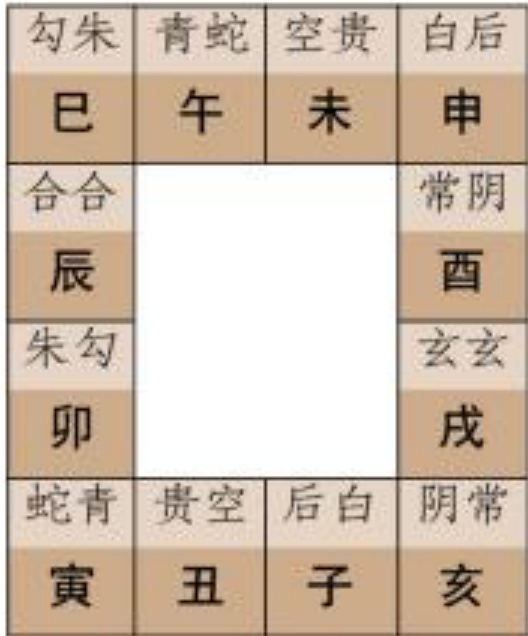 勾朱 青蛇 空贵 白后
巳 午 未 申
合合 常阴
辰 酉
朱勾 玄玄
卯 戌
蛇青 贵空 后白 阴常
寅 丑 子 亥